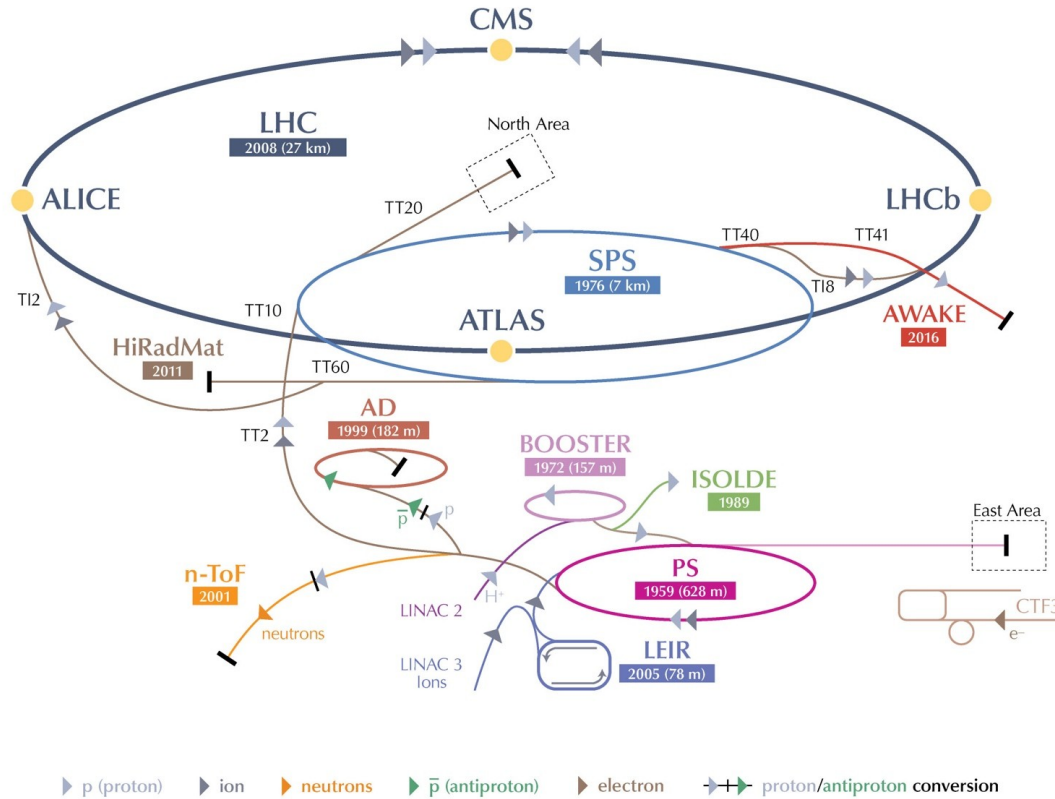 CMS
LHC
2008 (27 km)
North Area
ALICE
TT20
LHCb
TT40
TT41
SPS
1976 (7 km)
TI2
TT10
TI8
ATLAS
AWAKE
2016
HiRadMat
2011
TT60
AD
1999 (182 m)
TT2
BOOSTER
1972 (157 m)
ISOLDE
1989
p̅
p
East Area
n-ToF
2001
PS
1959 (628 m)
H⁺
LINAC 2
neutrons
CTF3
e⁻
LEIR
2005 (78 m)
LINAC 3
Ions
p (proton)
ion
neutrons
p̅ (antiproton)
electron
proton/antiproton conversion